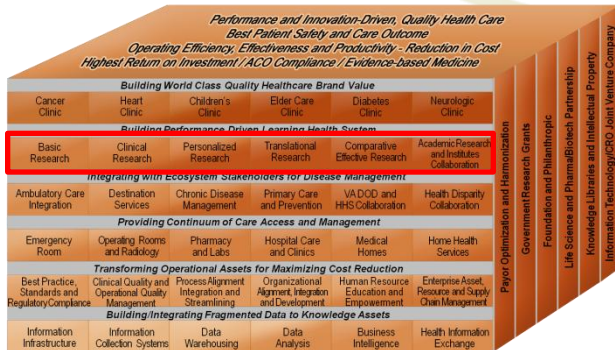 Performance and Innovation-Driven, Quality Health Care
Best Patient Safety and Care Outcome
Operating Efficiency, Effectiveness and Productivity - Reduction in Cost
Highest Return on Investment / ACO Compliance / Evidence-based Medicine
Building World Class Quality Healthcare Brand Value
Cancer Clinic
Heart Clinic
Children's Clinic
Elder Care Clinic
Diabetes Clinic
Neurologic Clinic
Building Performance Driven Learning Health System
Basic Research
Clinical Research
Personalized Research
Translational Research
Comparative Effective Research
Academic Research and Institutes Collaboration
Integrating with Ecosystem Stakeholders for Disease Management
Ambulatory Care Integration
Destination Services
Chronic Disease Management
Primary Care and Prevention
VA DOD and HHS Collaboration
Health Disparity Collaboration
Providing Continuum of Care Access and Management
Emergency Room
Operating Rooms and Radiology
Pharmacy and Labs
Hospital Care and Clinics
Medical Homes
Home Health Services
Transforming Operational Assets for Maximizing Cost Reduction
Best Practice, Standards and Regulatory Compliance
Clinical Quality and Operational Quality Management
Process Alignment Integration and Streamlining
Organizational Alignment, Integration and Development
Human Resource Education and Empowerment
Enterprise Asset, Resource and Supply Chain Management
Building/Integrating Fragmented Data to Knowledge Assets
Information Infrastructure
Information Collection Systems
Data Warehousing
Data Analysis
Business Intelligence
Health Information Exchange
Payor Optimization and Harmonization
Government Research Grants
Foundation and Philanthropic
Life Science and Pharma/Biotech Partnership
Knowledge Libraries and Intellectual Property
Information Technology/CRO Joint Venture Company